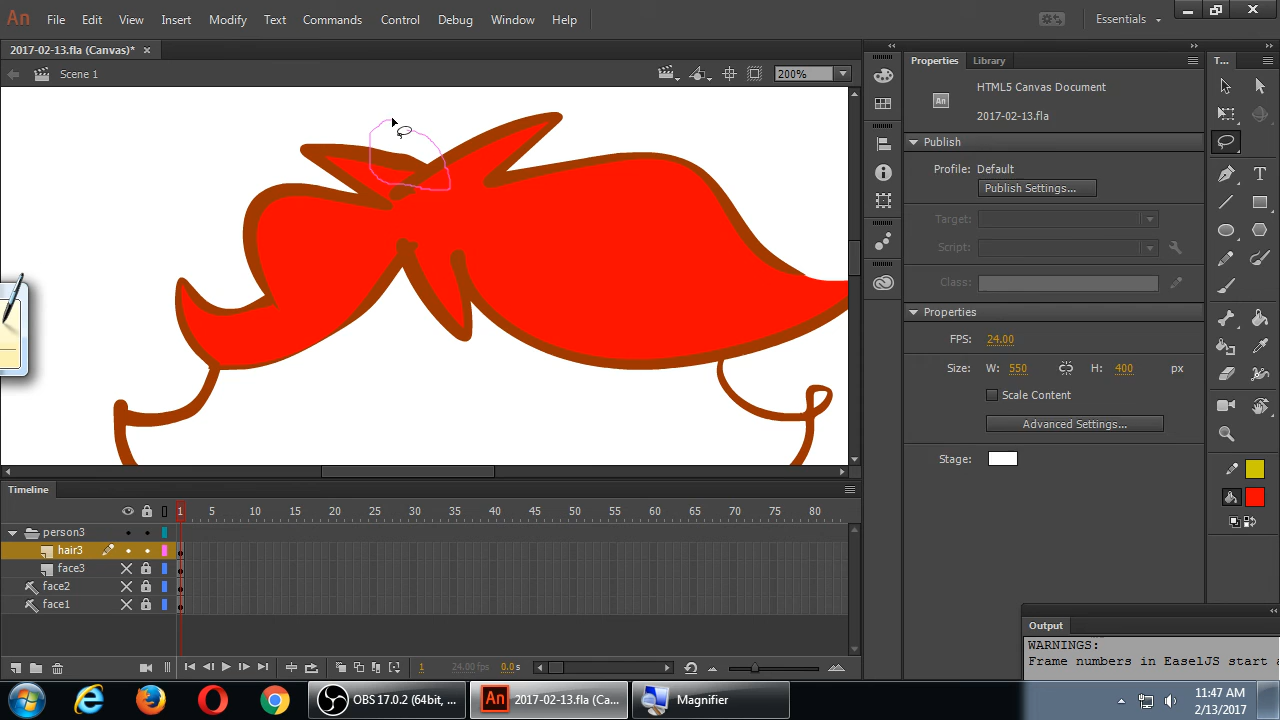 An File Edit View Insert Modify Text Commands Control Debug Window Help Essentials
2017-02-13.fla (Canvas)* ×
Scene 1 200%
Properties Library T...
An HTML5 Canvas Document
2017-02-13.fla
Publish
Profile: Default
Publish Settings...
Target:
Script:
Class:
Properties
FPS: 24.00
Size: W: 550 H: 400 px
Scale Content
Advanced Settings...
Stage:
Timeline
1 5 10 15 20 25 30 35 40 45 50 55 60 65 70 75 80
person3
hair3
face3
face2
face1
1 24.00 fps 0.0 s
Output
WARNINGS:
Frame numbers in EaselJS start a
OBS 17.0.2 (64bit, ... An 2017-02-13.fla (Ca... Magnifier
11:47 AM
2/13/2017